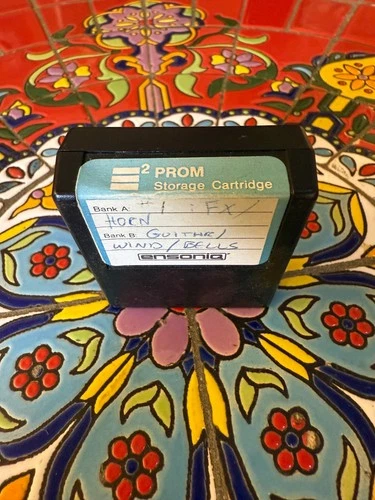 E² PROM
Storage Cartridge
Bank A: #1 FX/
HORN
Bank B: GUITAR/
WIND/BELLS
ensoniq